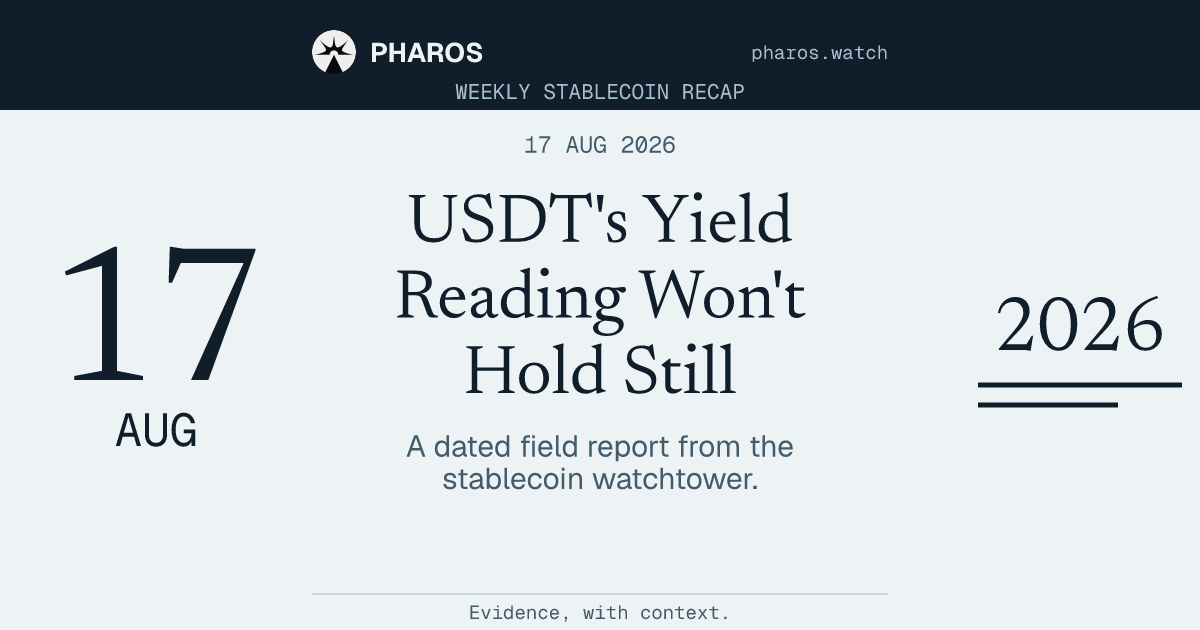 PHAROS
pharos.watch
WEEKLY STABLECOIN RECAP
17 AUG 2026
USDT's Yield
Reading Won't
Hold Still
A dated field report from the
stablecoin watchtower.
17
AUG
2026
Evidence, with context.